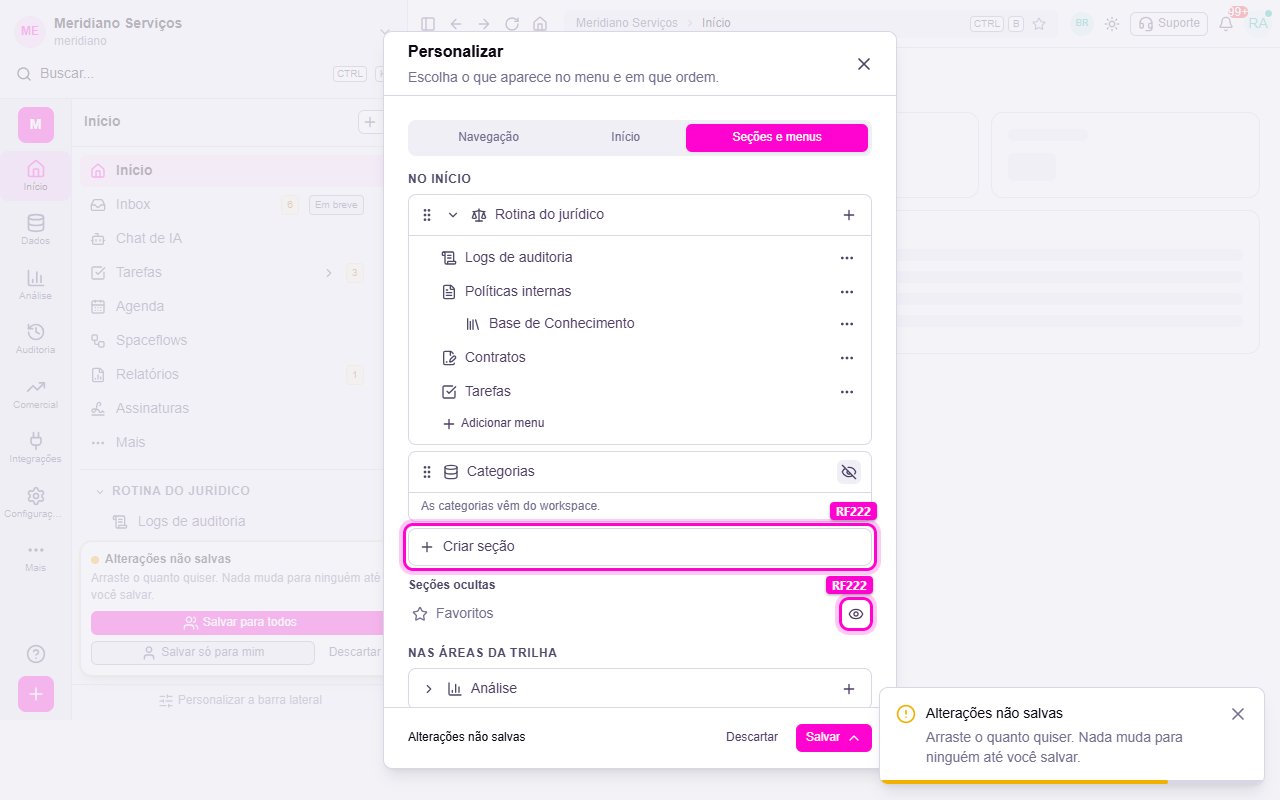 ME
Meridiano Serviços
meridiano
Buscar...
CTRL
M
Início
Dados
Análise
Auditoria
Comercial
Integrações
Configuraç...
Mais
Início
Início
Inbox
6
Em breve
Chat de IA
Tarefas
3
Agenda
Spaceflows
Relatórios
1
Assinaturas
Mais
ROTINA DO JURÍDICO
Logs de auditoria
Alterações não salvas
Arraste o quanto quiser. Nada muda para ninguém até
você salvar.
Salvar para todos
Salvar só para mim
Descartar
Personalizar a barra lateral
Meridiano Serviços
Início
CTRL
B
BR
Suporte
99+
RA
Personalizar
Escolha o que aparece no menu e em que ordem.
Navegação
Início
Seções e menus
NO INÍCIO
Rotina do jurídico
Logs de auditoria
Políticas internas
Base de Conhecimento
Contratos
Tarefas
Adicionar menu
Categorias
As categorias vêm do workspace.
RF222
Criar seção
Seções ocultas
RF222
Favoritos
NAS ÁREAS DA TRILHA
Análise
Alterações não salvas
Descartar
Salvar
Alterações não salvas
Arraste o quanto quiser. Nada muda para
ninguém até você salvar.